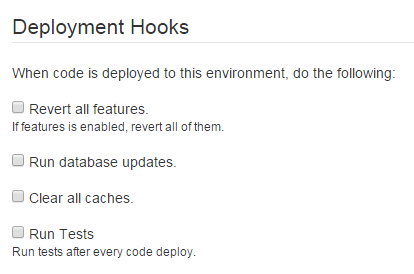 Deployment Hooks
When code is deployed to this environment, do the following:
Revert all features.
If features is enabled, revert all of them.
Run database updates.
Clear all caches.
Run Tests
Run tests after every code deploy.